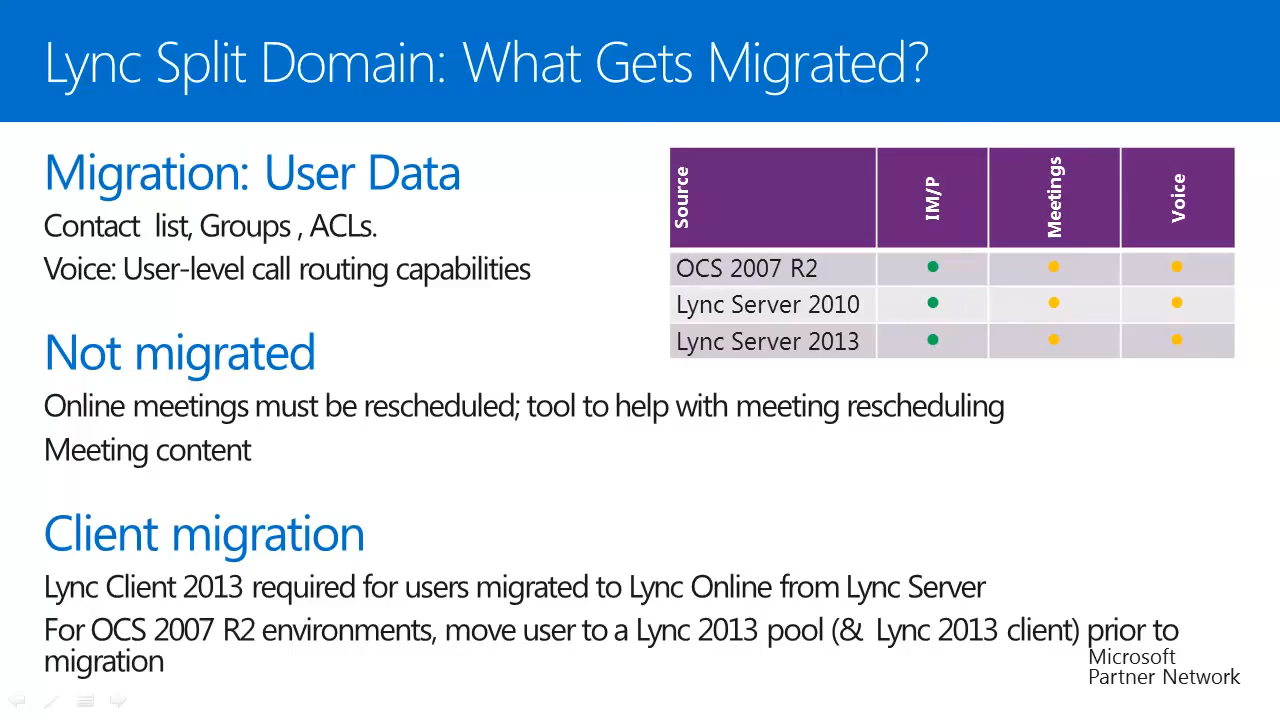 Lync Split Domain: What Gets Migrated?
Migration: User Data
Contact  list, Groups , ACLs.
Voice: User-level call routing capabilities
Source IM/P Meetings Voice
OCS 2007 R2
Lync Server 2010
Lync Server 2013
Not migrated
Online meetings must be rescheduled; tool to help with meeting rescheduling
Meeting content
Client migration
Lync Client 2013 required for users migrated to Lync Online from Lync Server
For OCS 2007 R2 environments, move user to a Lync 2013 pool (&  Lync 2013 client) prior to
migration
Microsoft
Partner Network